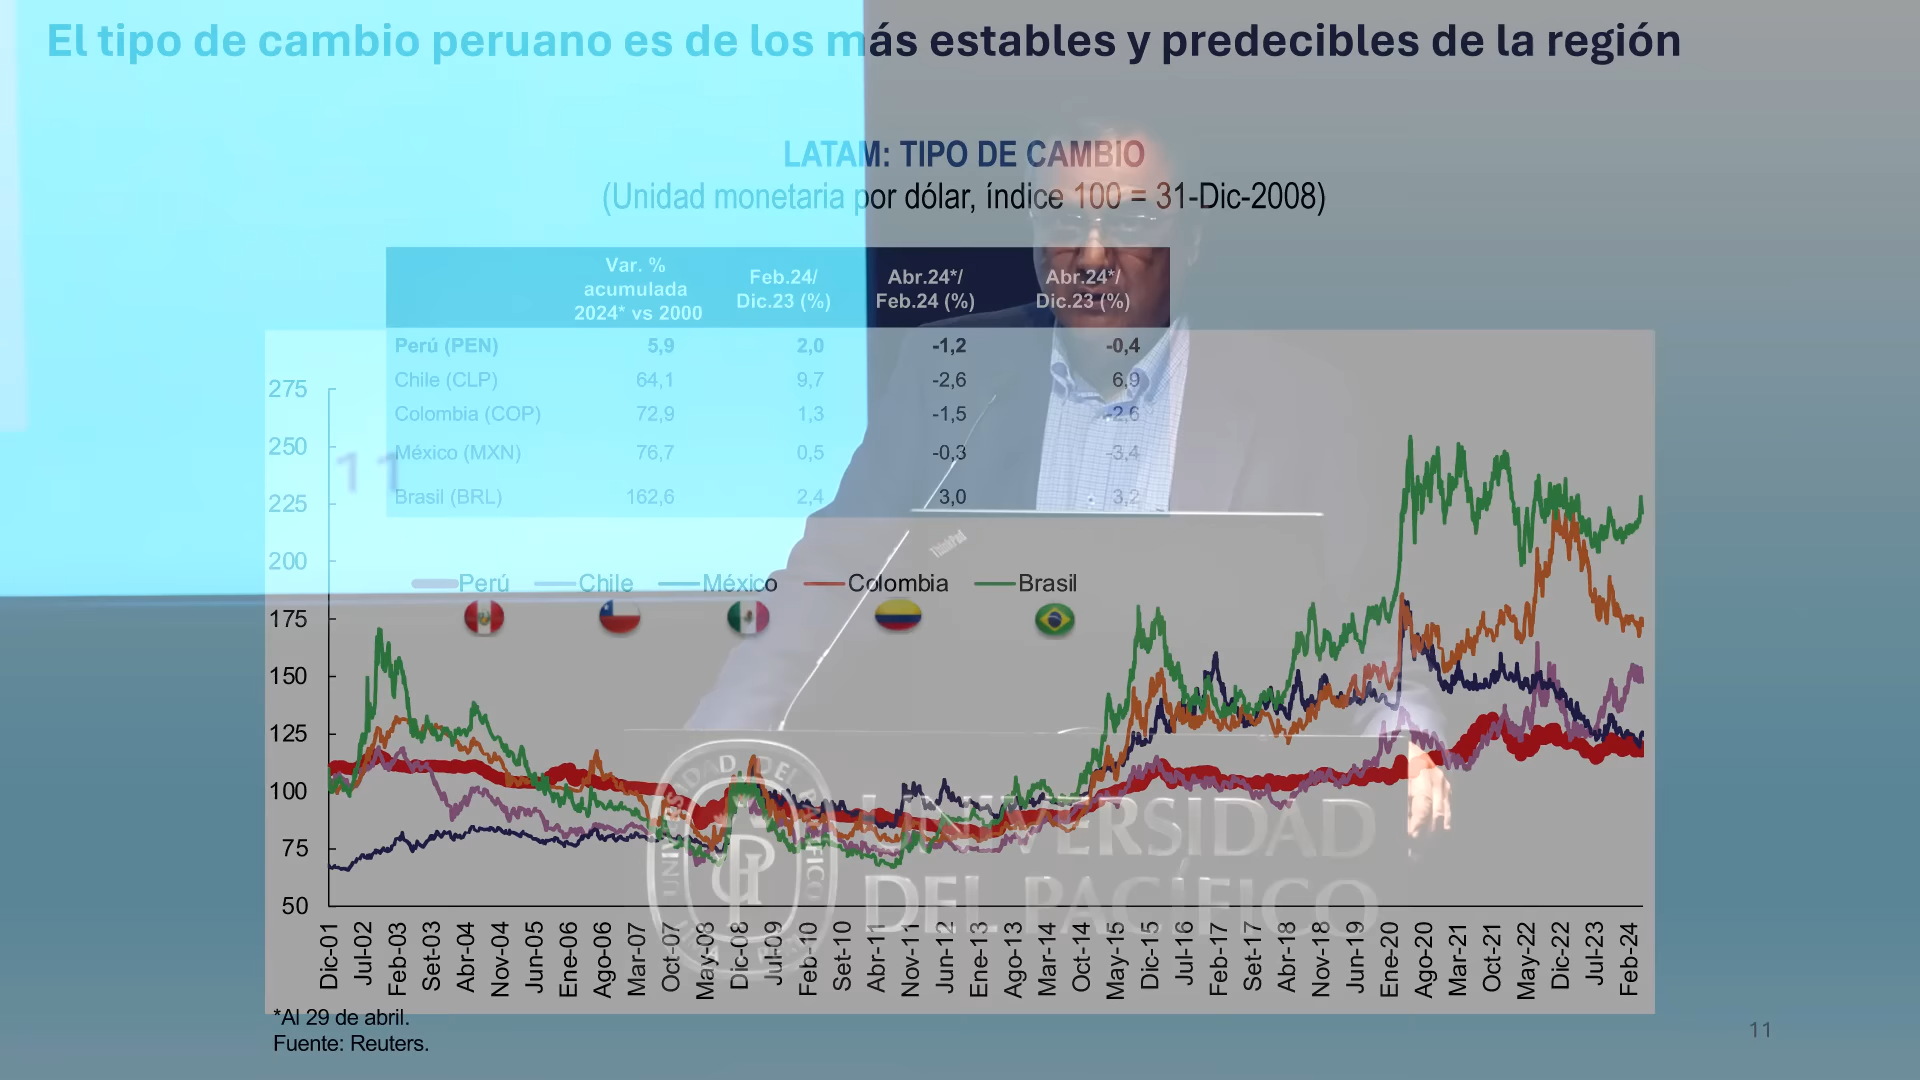 El tipo de cambio peruano es de los más estables y predecibles de la región
LATAM: TIPO DE CAMBIO
(Unidad monetaria por dólar, índice 100 = 31-Dic-2008)
Var. % acumulada 2024* vs 2000 Feb.24/ Dic.23 (%) Abr.24*/ Feb.24 (%) Abr.24*/ Dic.23 (%)
Perú (PEN) 5,9 2,0 -1,2 -0,4
Chile (CLP) 64,1 9,7 -2,6 6,9
Colombia (COP) 72,9 1,3 -1,5 -2,6
México (MXN) 76,7 0,5 -0,3 -3,4
Brasil (BRL) 162,6 2,4 3,0 3,2
11
275
250
225
200
175
150
125
100
75
50
Perú Chile México Colombia Brasil
ThinkPad
UNIVERSIDAD DEL PACÍFICO
LIMA PERÚ
UP
UNIVERSIDAD
DEL PACÍFICO
Dic-01 Jul-02 Feb-03 Set-03 Abr-04 Nov-04 Jun-05 Ene-06 Ago-06 Mar-07 Oct-07 May-08 Dic-08 Jul-09 Feb-10 Set-10 Abr-11 Nov-11 Jun-12 Ene-13 Ago-13 Mar-14 Oct-14 May-15 Dic-15 Jul-16 Feb-17 Set-17 Abr-18 Nov-18 Jun-19 Ene-20 Ago-20 Mar-21 Oct-21 May-22 Dic-22 Jul-23 Feb-24
*Al 29 de abril.
Fuente: Reuters.
11